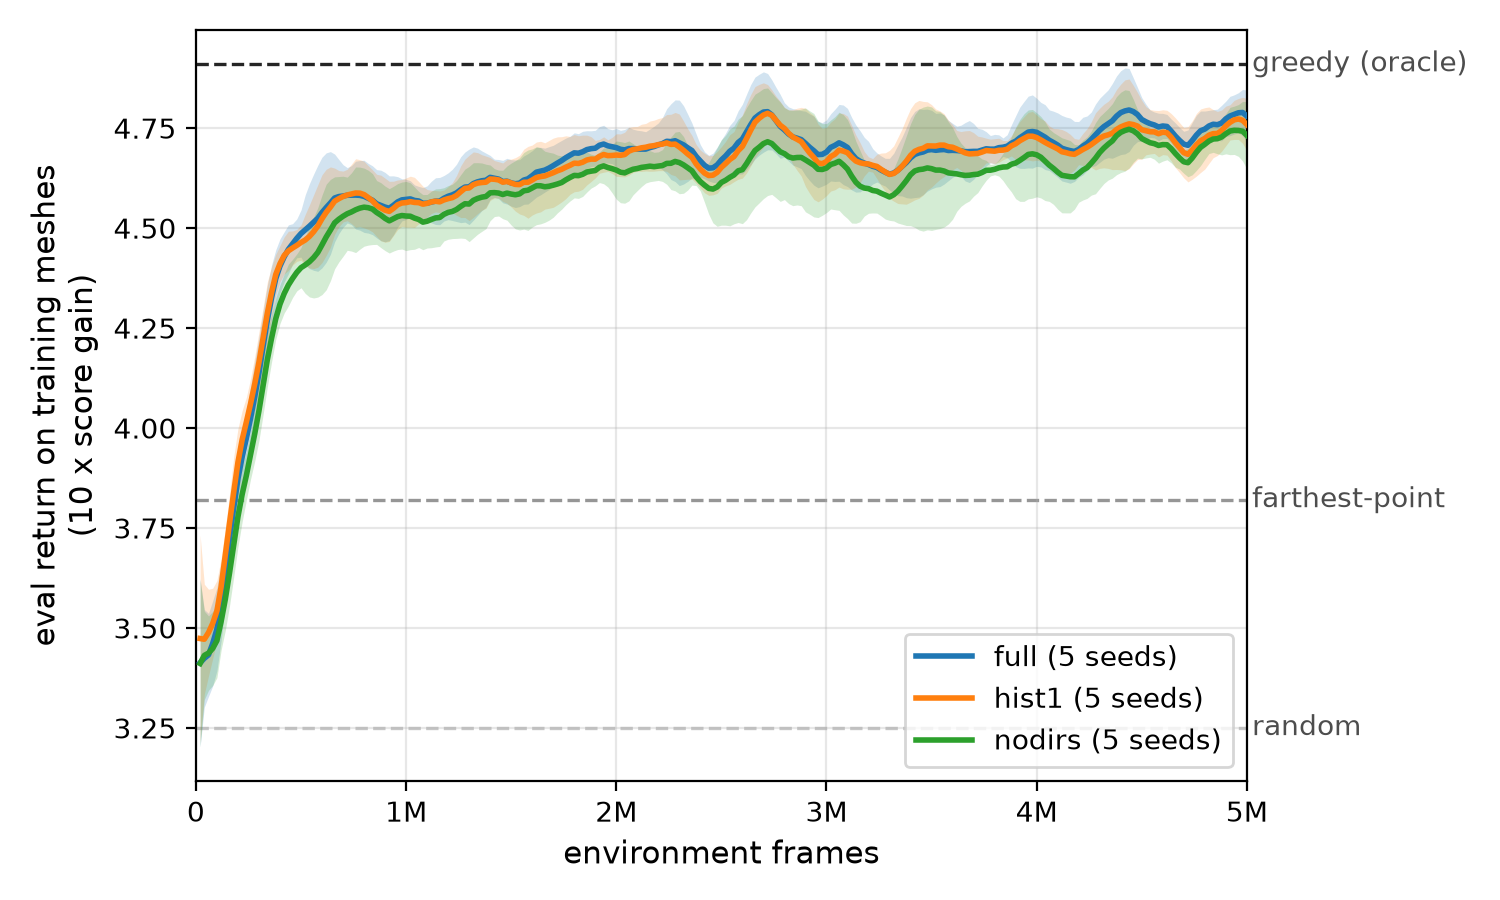 eval return on training meshes
(10 x score gain)
4.75
4.50
4.25
4.00
3.75
3.50
3.25
greedy (oracle)
farthest-point
random
full (5 seeds)
hist1 (5 seeds)
nodirs (5 seeds)
0 1M 2M 3M 4M 5M
environment frames